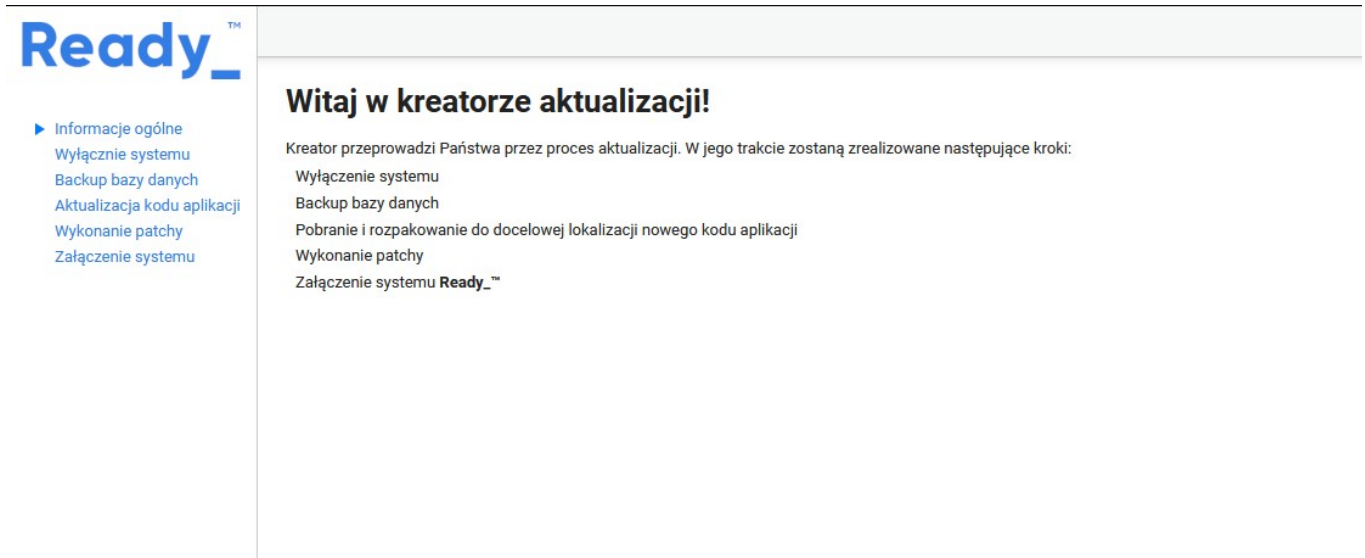 Ready_™
Informacje ogólne
Wyłącznie systemu
Backup bazy danych
Aktualizacja kodu aplikacji
Wykonanie patchy
Załączenie systemu
Witaj w kreatorze aktualizacji!
Kreator przeprowadzi Państwa przez proces aktualizacji. W jego trakcie zostaną zrealizowane następujące kroki:
Wyłączenie systemu
Backup bazy danych
Pobranie i rozpakowanie do docelowej lokalizacji nowego kodu aplikacji
Wykonanie patchy
Załączenie systemu Ready_™